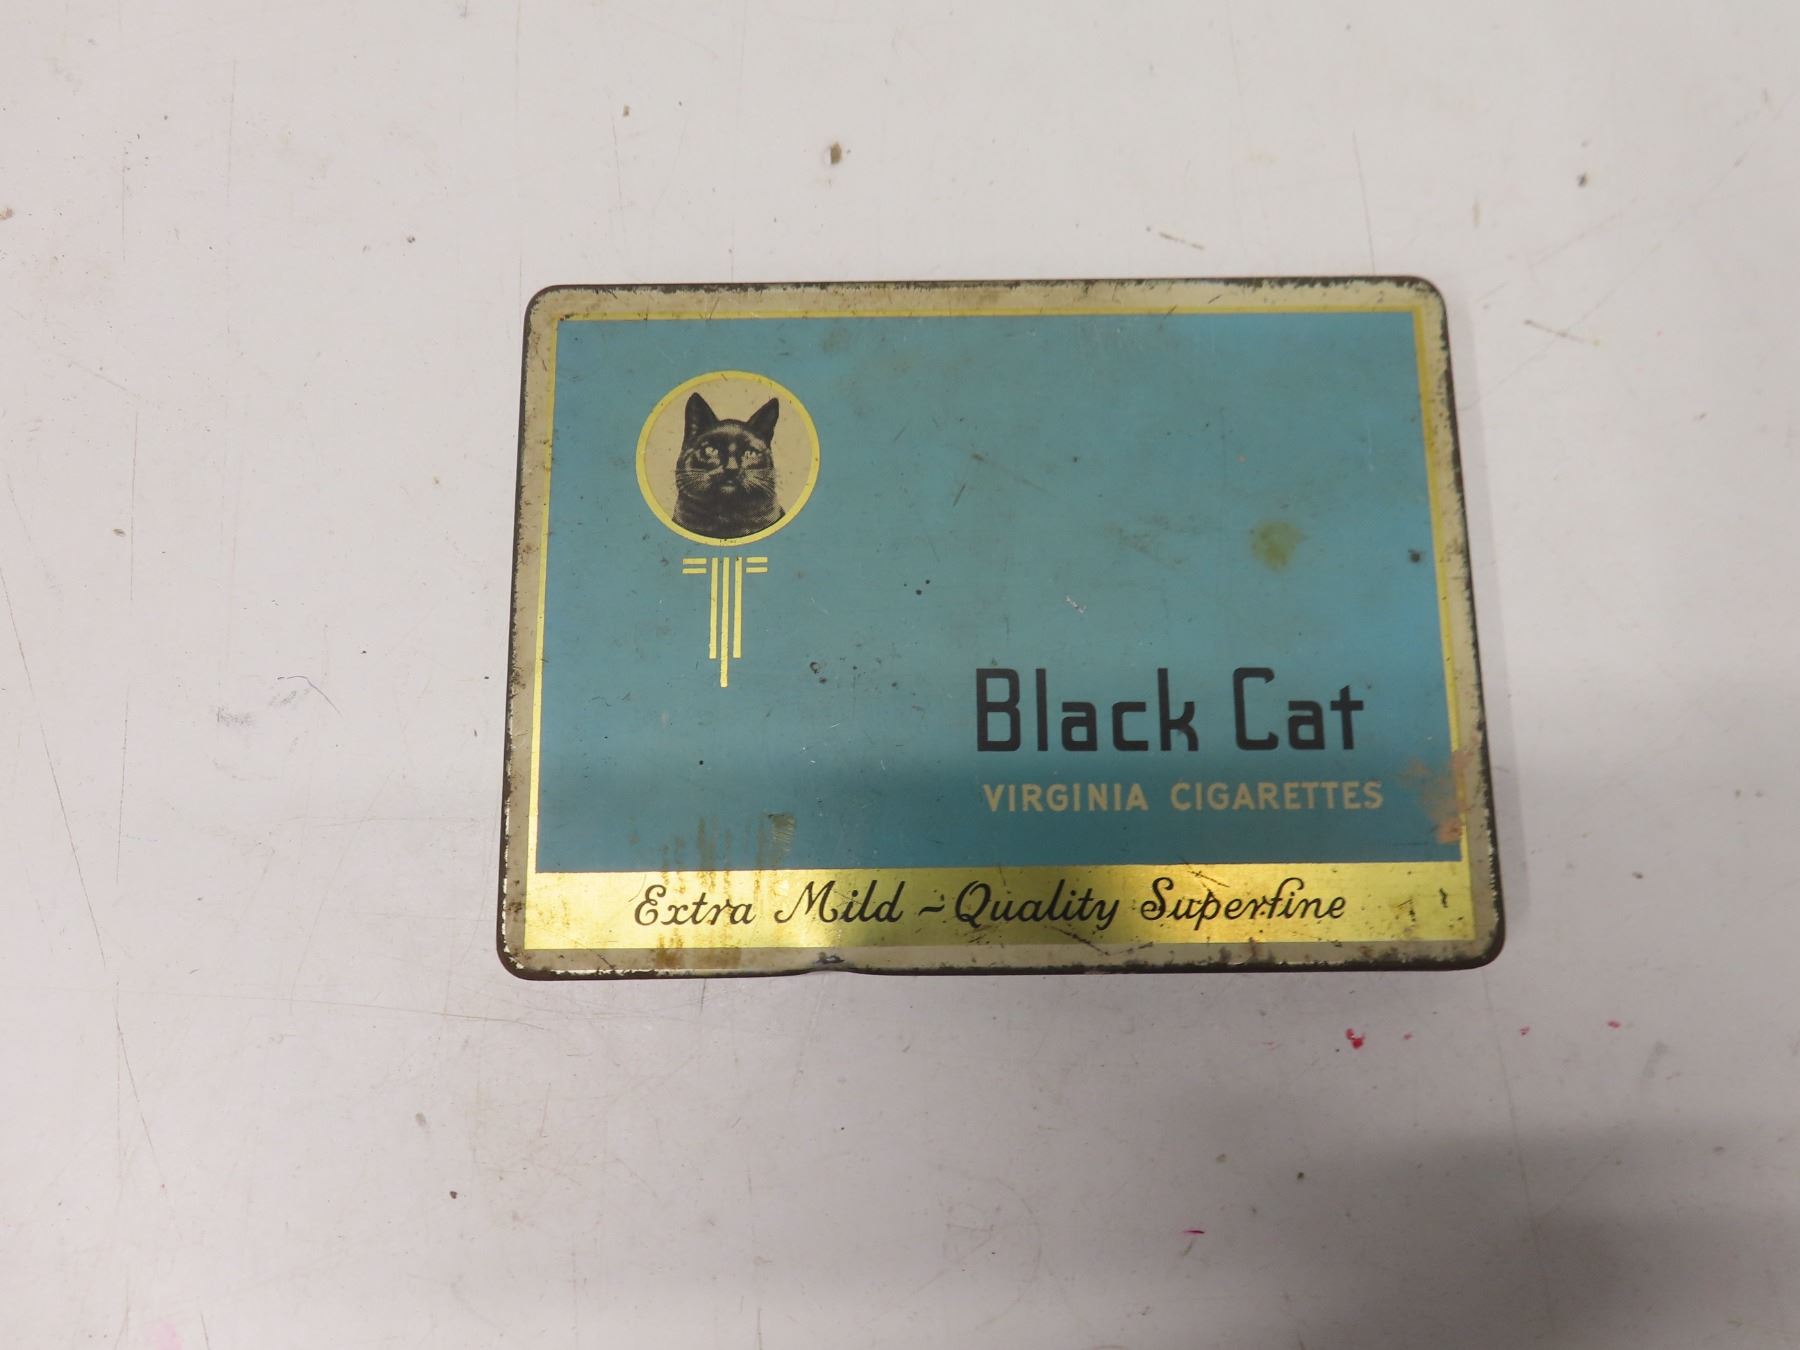 Black Cat
VIRGINIA CIGARETTES
Extra Mild ~ Quality Superfine